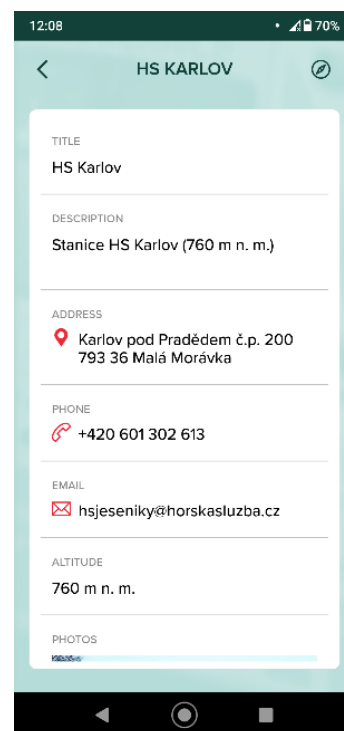 12:08
70%
HS KARLOV
TITLE
HS Karlov
DESCRIPTION
Stanice HS Karlov (760 m n. m.)
ADDRESS
Karlov pod Pradědem č.p. 200
793 36 Malá Morávka
PHONE
+420 601 302 613
EMAIL
hsjeseniky@horskasluzba.cz
ALTITUDE
760 m n. m.
PHOTOS